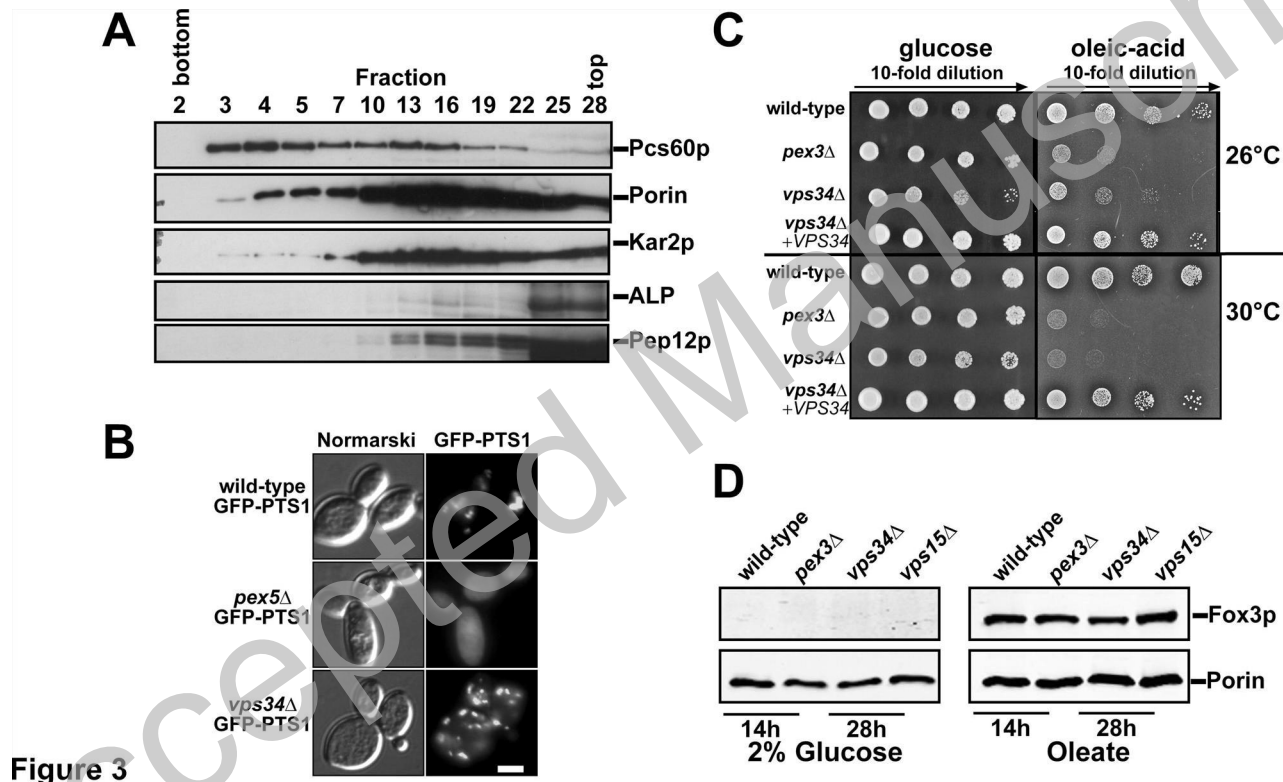 A
bottom
Fraction
top
2 3 4 5 7 10 13 16 19 22 25 28
Pcs60p
Porin
Kar2p
ALP
Pep12p
B
Normarski GFP-PTS1
wild-type
GFP-PTS1
pex5Δ
GFP-PTS1
vps34Δ
GFP-PTS1
C
glucose oleic-acid
10-fold dilution 10-fold dilution
wild-type
pex3Δ
vps34Δ
vps34Δ
+VPS34
26°C
wild-type
pex3Δ
vps34Δ
vps34Δ
+VPS34
30°C
D
wild-type pex3Δ vps34Δ vps15Δ wild-type pex3Δ vps34Δ vps15Δ
Fox3p
Porin
14h 28h 14h 28h
2% Glucose Oleate
Figure 3
ccepted Manuscri